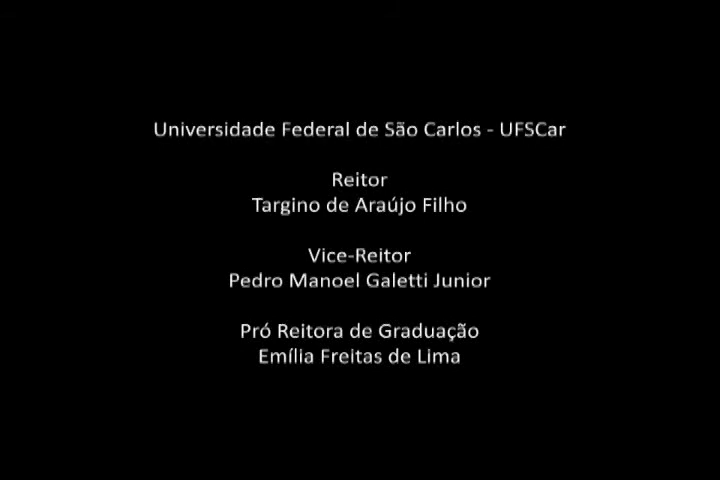 Universidade Federal de São Carlos - UFSCar
Reitor
Targino de Araújo Filho
Vice-Reitor
Pedro Manoel Galetti Junior
Pró Reitora de Graduação
Emília Freitas de Lima